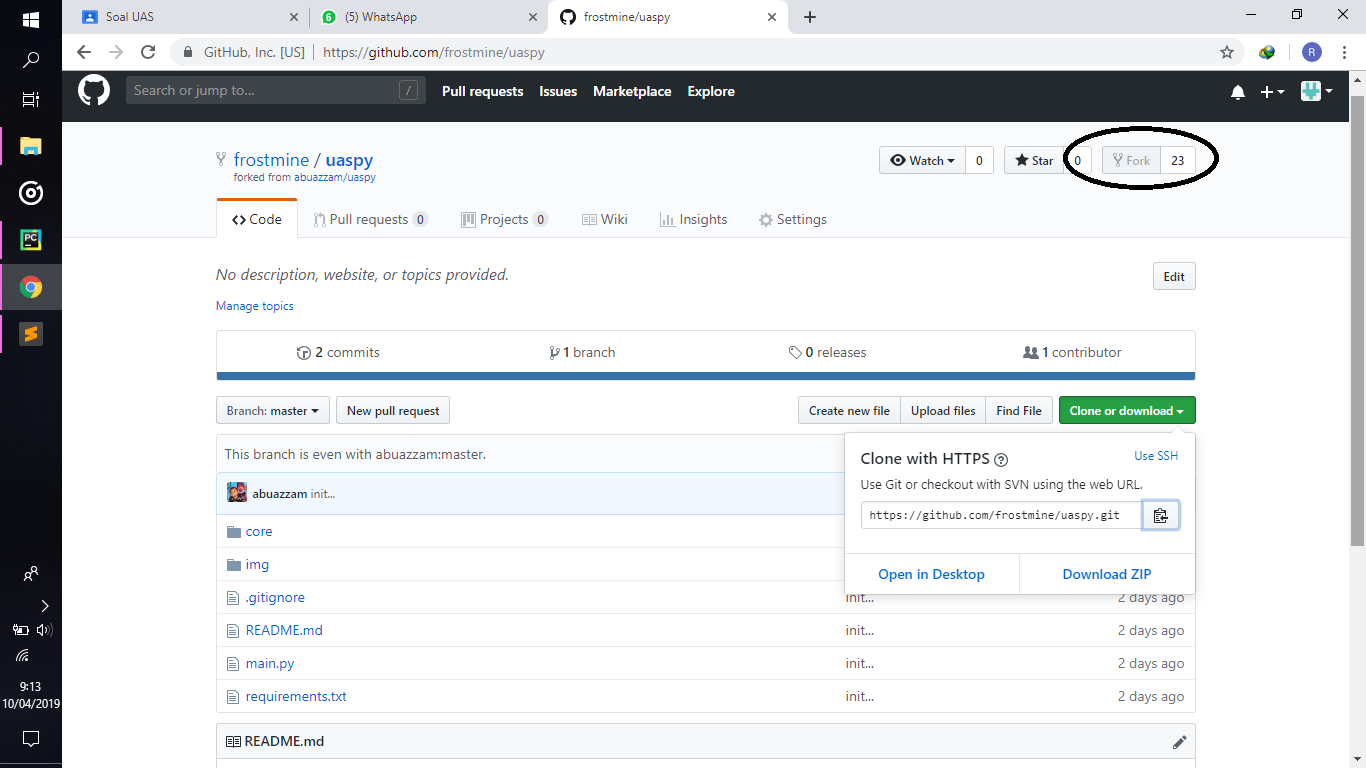 Soal UAS
(5) WhatsApp
frostmine/uaspy
GitHub, Inc. [US]
https://github.com/frostmine/uaspy
R
Search or jump to...
/
Pull requests
Issues
Marketplace
Explore
frostmine / uaspy
forked from abuazzam/uaspy
Watch
0
Star
0
Fork
23
Code
Pull requests 0
Projects 0
Wiki
Insights
Settings
No description, website, or topics provided.
Edit
Manage topics
2 commits
1 branch
0 releases
1 contributor
Branch: master
New pull request
Create new file
Upload files
Find File
Clone or download
This branch is even with abuazzam:master.
abuazzam init...
Clone with HTTPS
Use SSH
Use Git or checkout with SVN using the web URL.
https://github.com/frostmine/uaspy.git
Open in Desktop
Download ZIP
core
img
.gitignore
init...
2 days ago
README.md
init...
2 days ago
main.py
init...
2 days ago
requirements.txt
init...
2 days ago
README.md
PC
9:13
10/04/2019